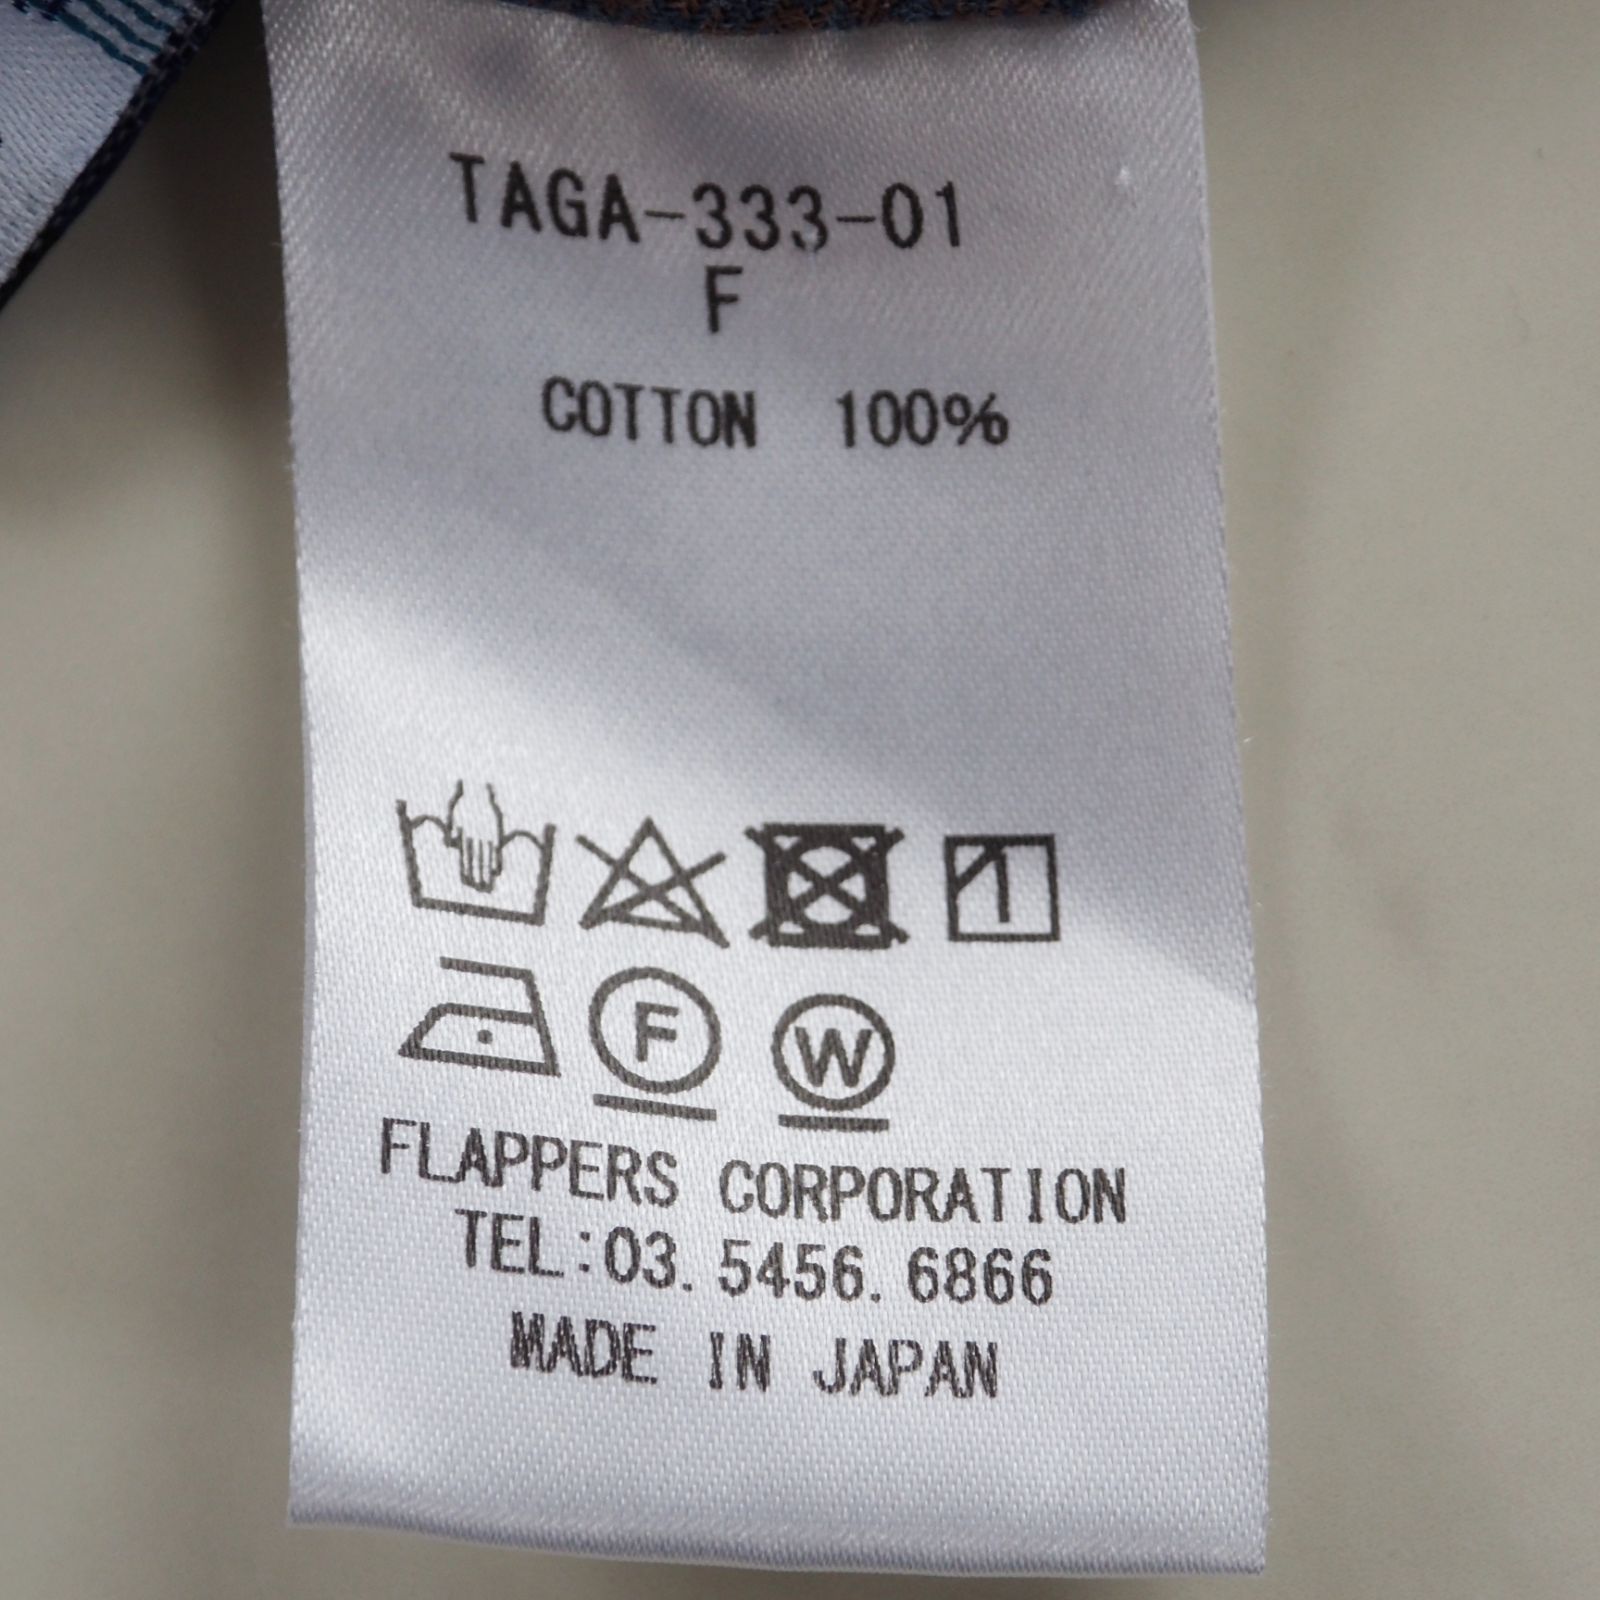 TAGA-333-01
F
COTTON 100%
F W
FLAPPERS CORPORATION
TEL:03. 5456. 6866
MADE IN JAPAN